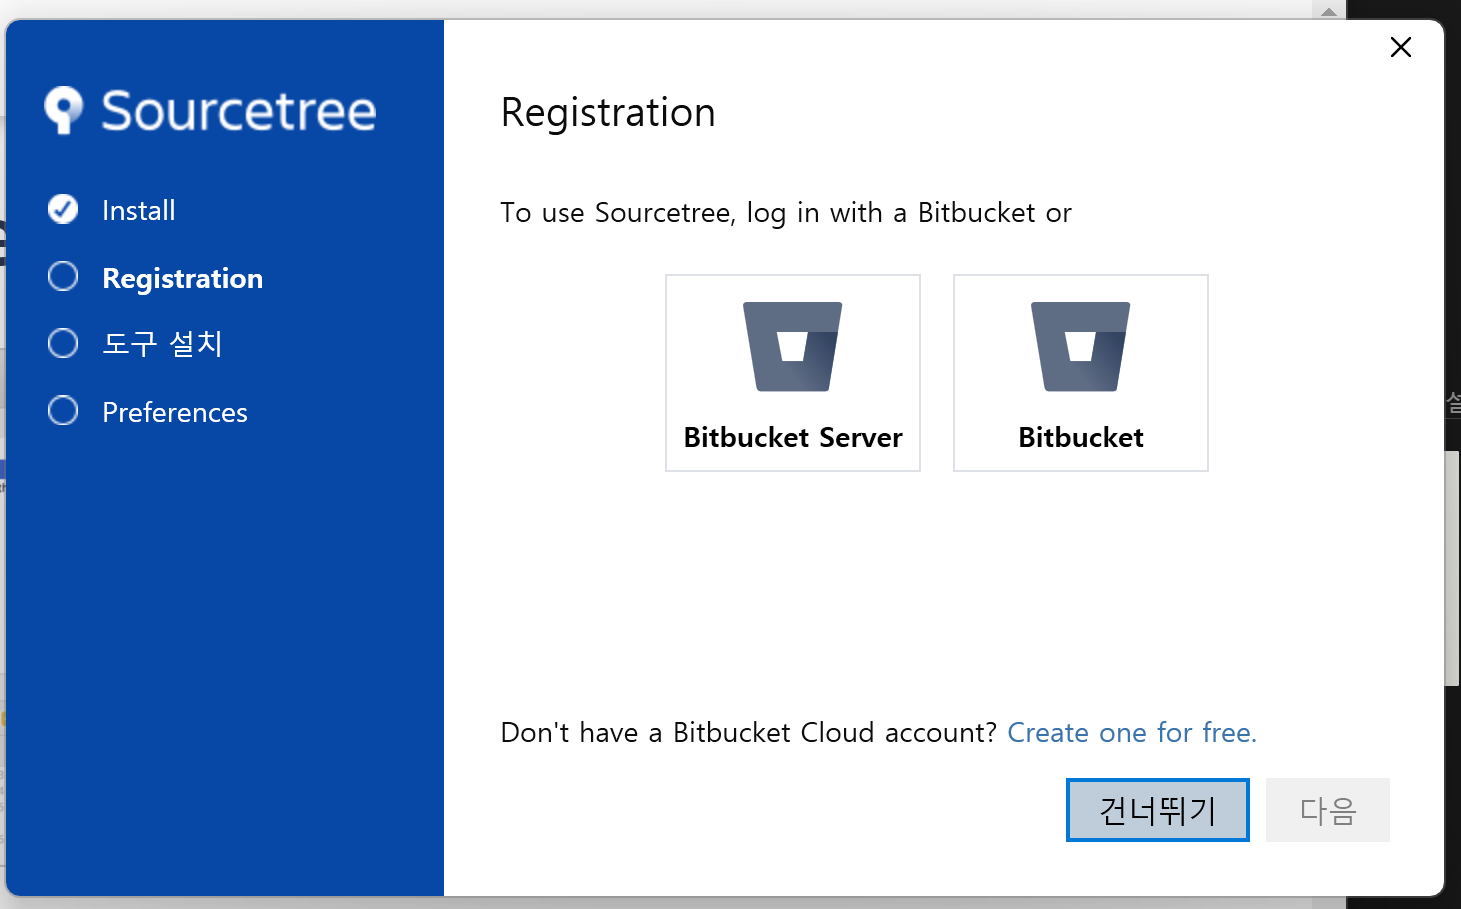 Sourcetree
Install
Registration
도구 설치
Preferences
Registration
To use Sourcetree, log in with a Bitbucket or
Bitbucket Server
Bitbucket
Don't have a Bitbucket Cloud account? Create one for free.
건너뛰기
다음